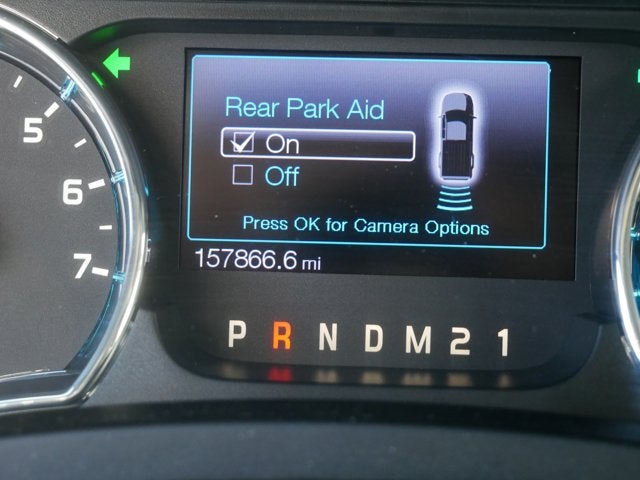 5
6
7
Rear Park Aid
On
Off
Press OK for Camera Options
157866.6 mi
P R N D M 2 1